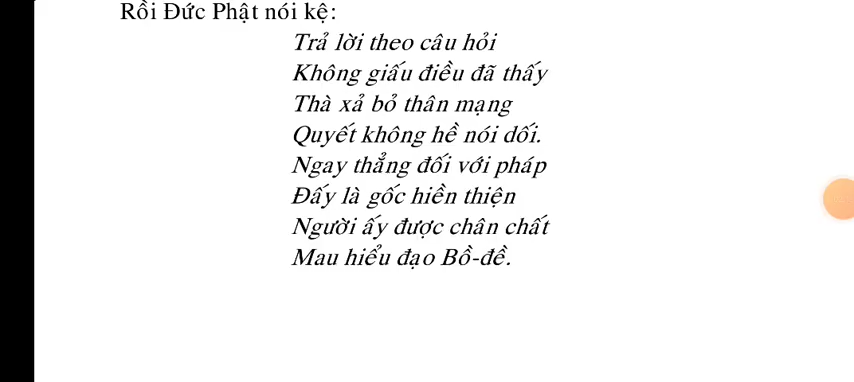 Rồi Đức Phật nói kệ:
Trả lời theo câu hỏi
Không giấu điều đã thấy
Thà xả bỏ thân mạng
Quyết không hề nói dối.
Ngay thẳng đối với pháp
Đấy là gốc hiền thiện
Người ấy được chân chất
Mau hiểu đạo Bồ-đề.